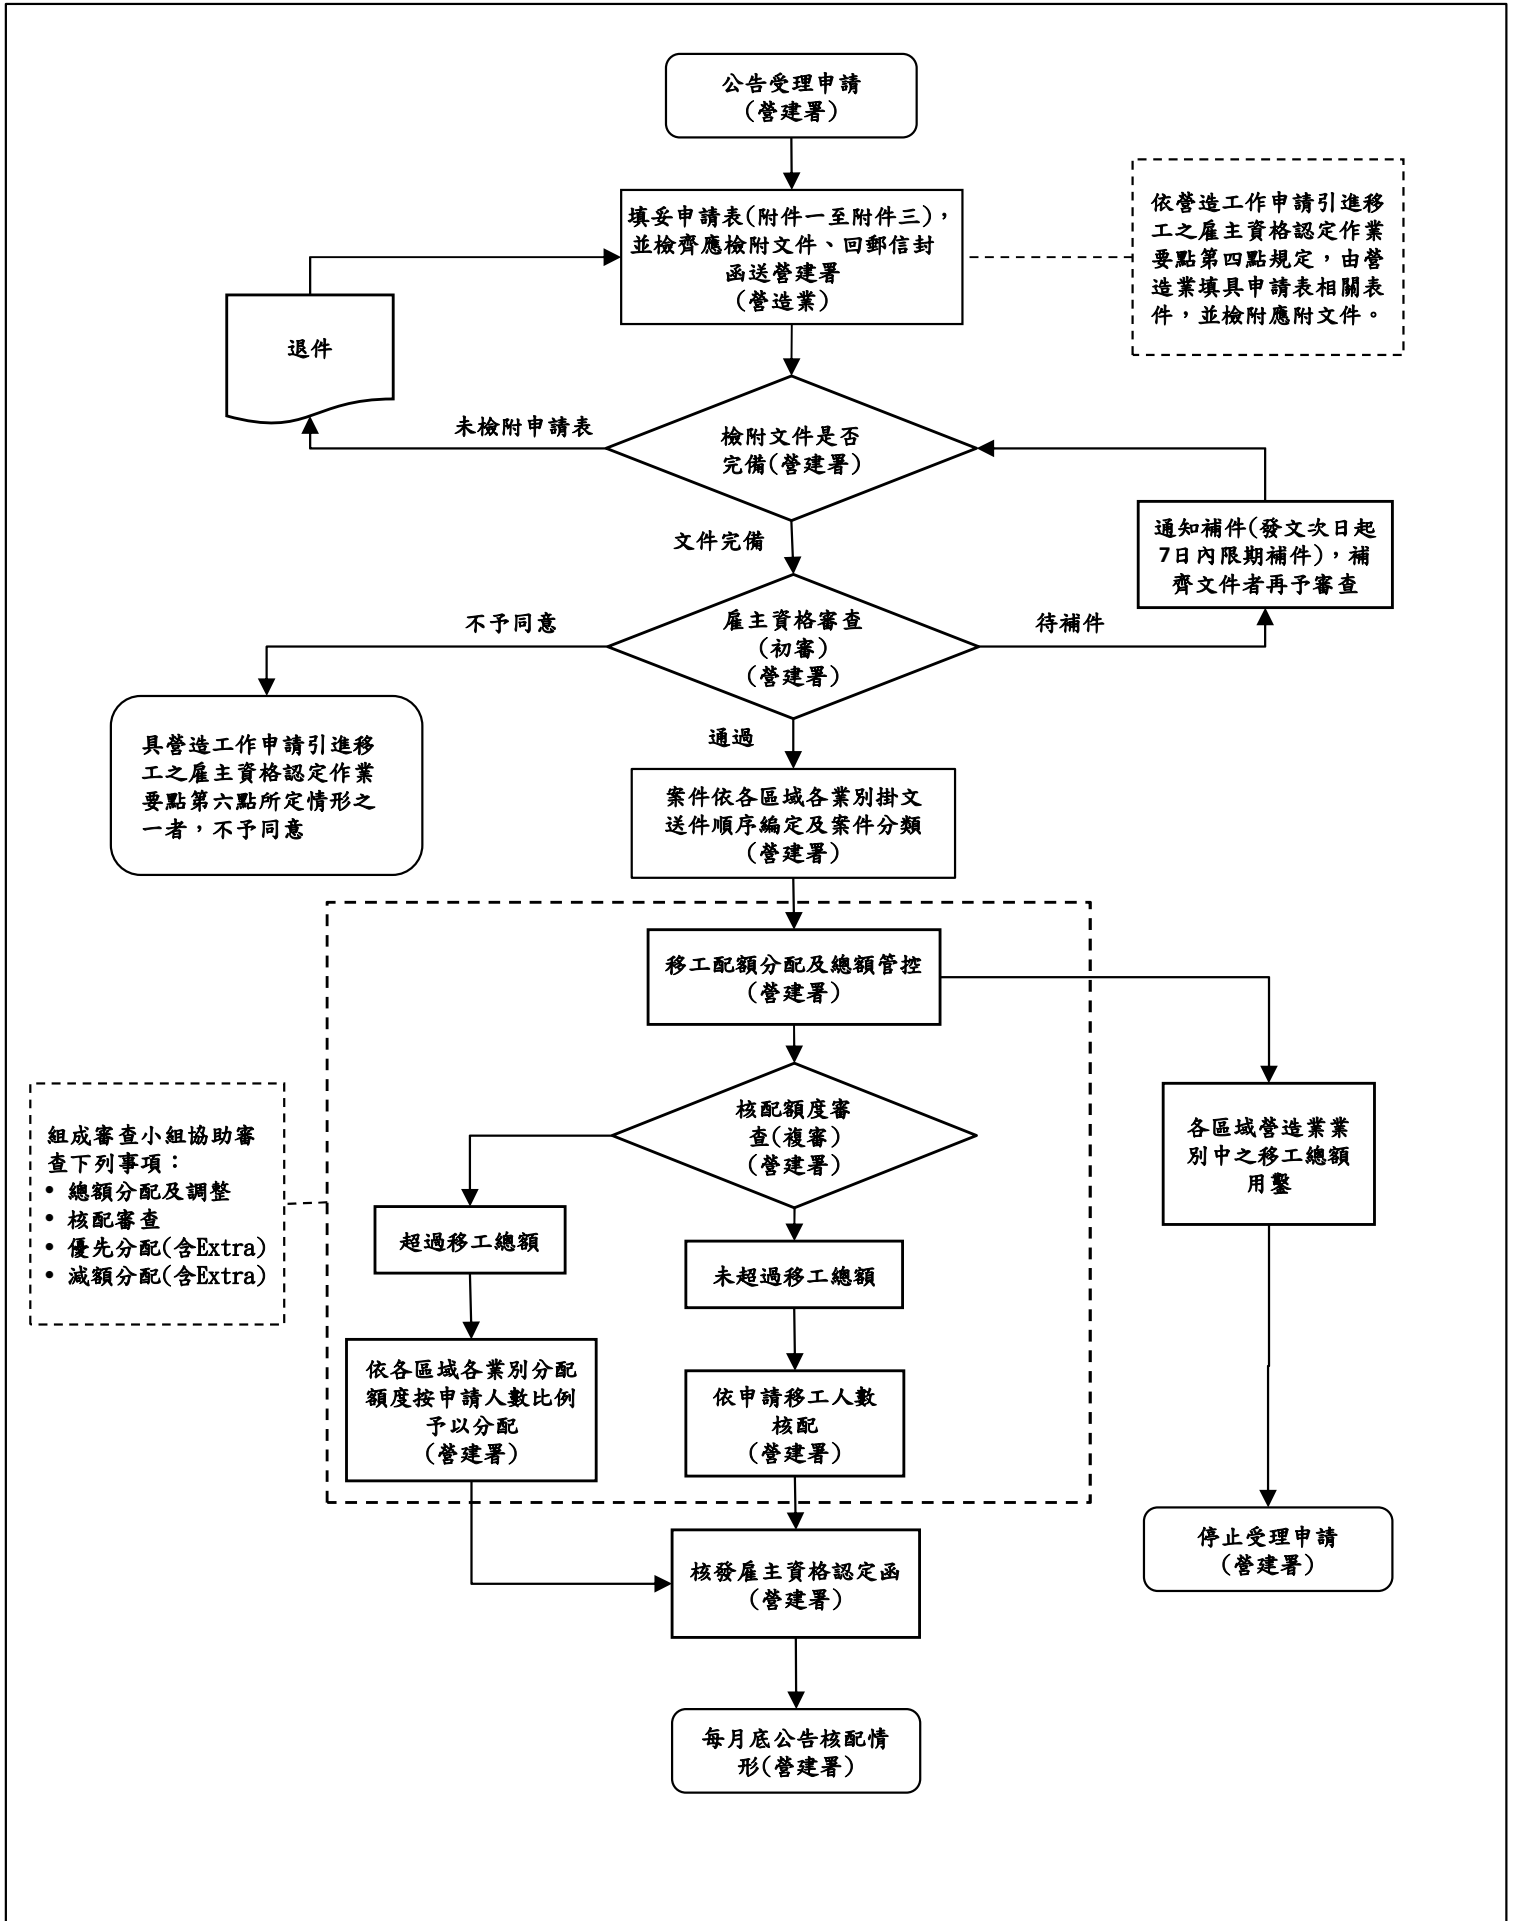 公告受理申請
(營建署)
填妥申請表(附件一至附件三)，
並檢齊應檢附文件、回郵信封
函送營建署
(營造業)
依營造工作申請引進移
工之雇主資格認定作業
要點第四點規定，由營
造業填具申請表相關表
件，並檢附應附文件。
退件
未檢附申請表
檢附文件是否
完備(營建署)
文件完備
通知補件(發文次日起
7日內限期補件)，補
齊文件者再予審查
不予同意
雇主資格審查
(初審)
(營建署)
待補件
具營造工作申請引進移
工之雇主資格認定作業
要點第六點所定情形之
一者，不予同意
通過
案件依各區域各業別掛文
送件順序編定及案件分類
(營建署)
移工配額分配及總額管控
(營建署)
組成審查小組協助審
查下列事項：
• 總額分配及調整
• 核配審查
• 優先分配(含Extra)
• 減額分配(含Extra)
核配額度審
查(複審)
(營建署)
各區域營造業業
別中之移工總額
用罄
超過移工總額
未超過移工總額
依各區域各業別分配
額度按申請人數比例
予以分配
(營建署)
依申請移工人數
核配
(營建署)
停止受理申請
(營建署)
核發雇主資格認定函
(營建署)
每月底公告核配情
形(營建署)